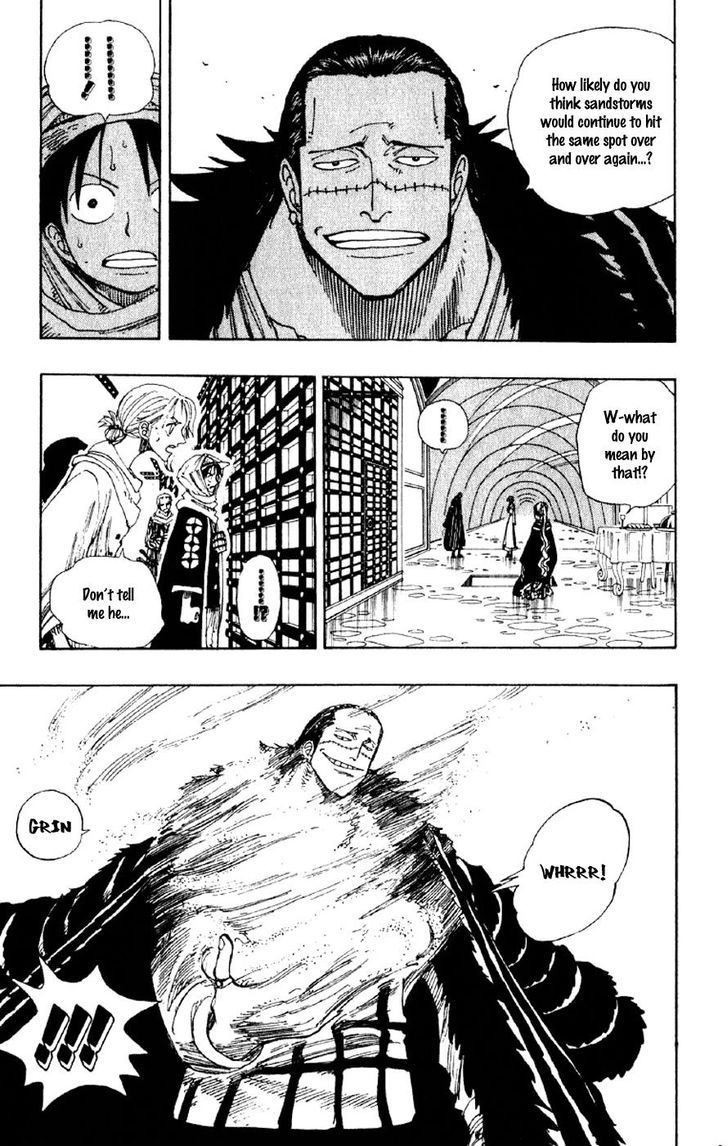 How likely do you
think sandstorms
would continue to hit
the same spot over
and over again...?
......!!
W-what
do you
mean by
that!?
......!
......!?
Don't tell
me he...
WHRRR!
GRIN
!!!